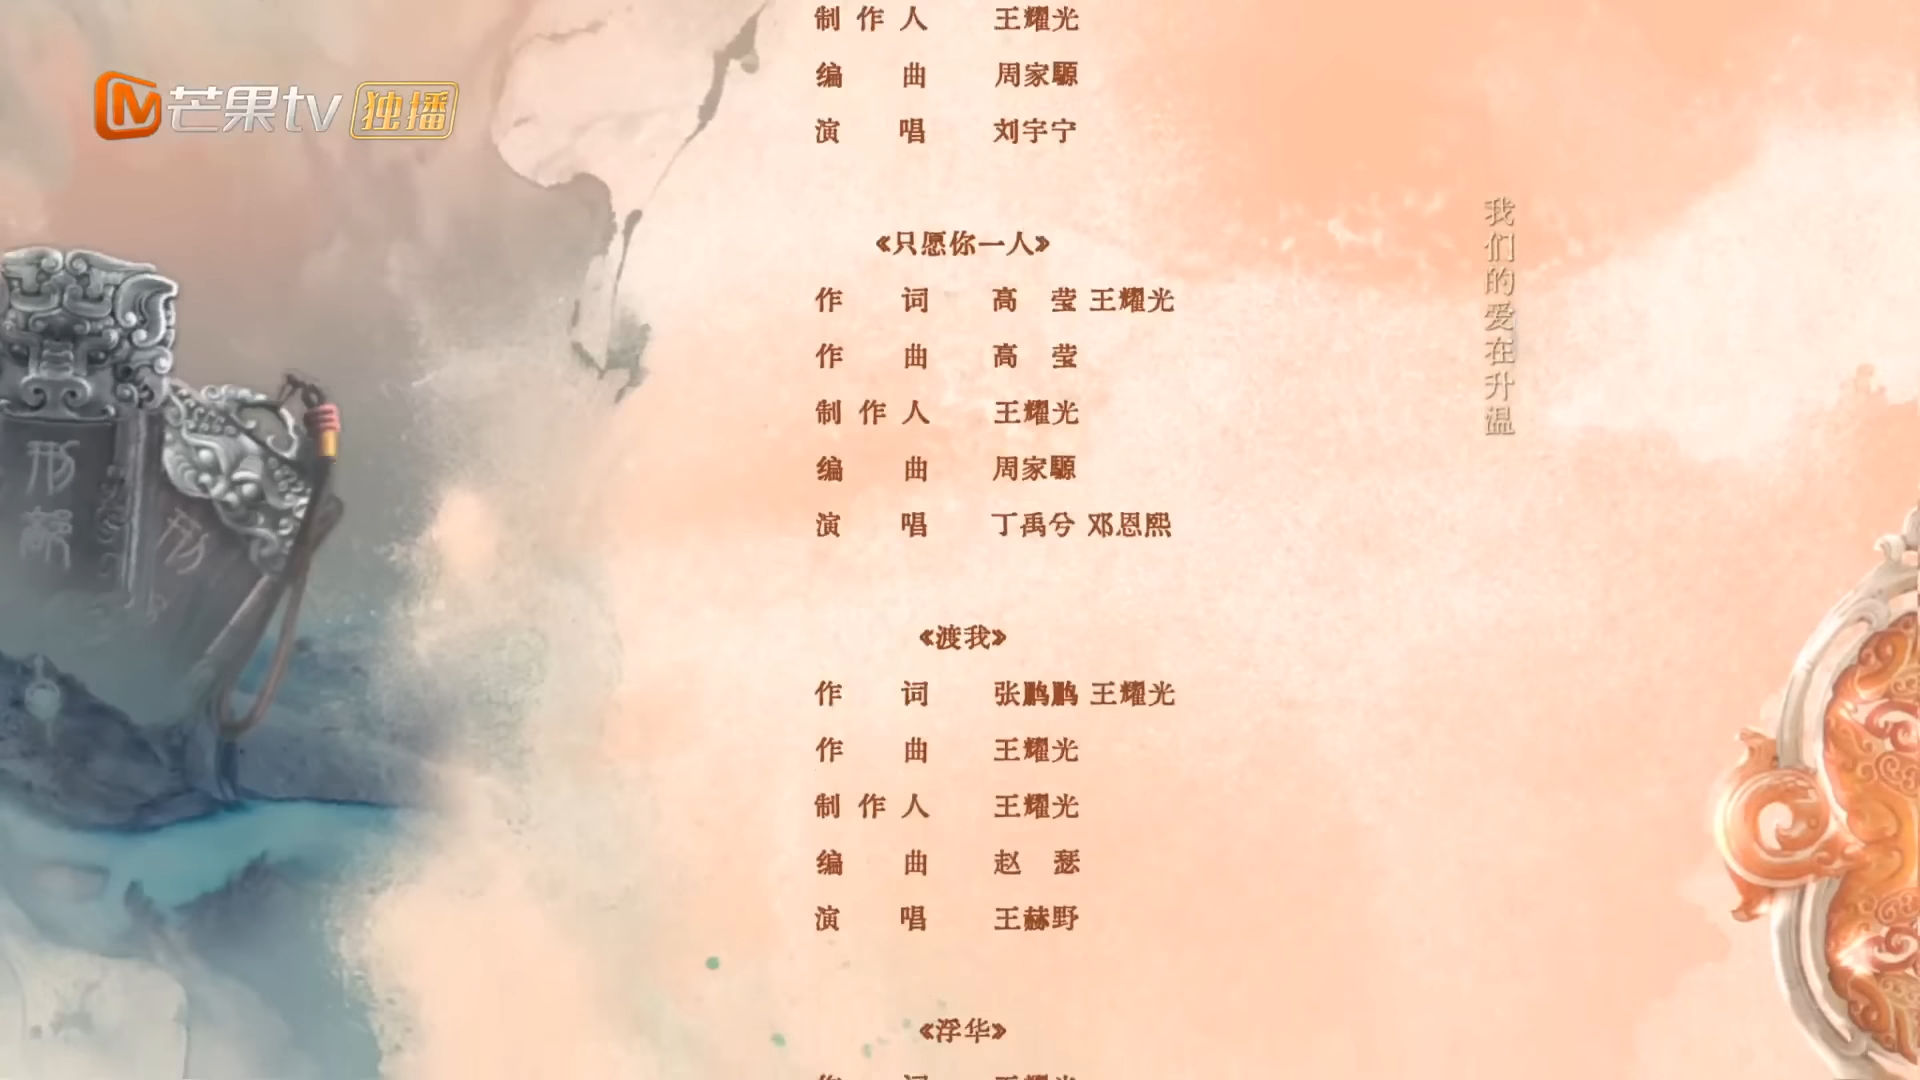 制作人 王耀光
编曲 周家騵
演唱 刘宇宁
芒果tv 独播
《只愿你一人》
作词 高莹 王耀光
作曲 高莹
制作人 王耀光
编曲 周家騵
演唱 丁禹兮 邓恩熙
我们的爱在升温
《渡我》
作词 张鹏鹏 王耀光
作曲 王耀光
制作人 王耀光
编曲 赵瑟
演唱 王赫野
《浮华》